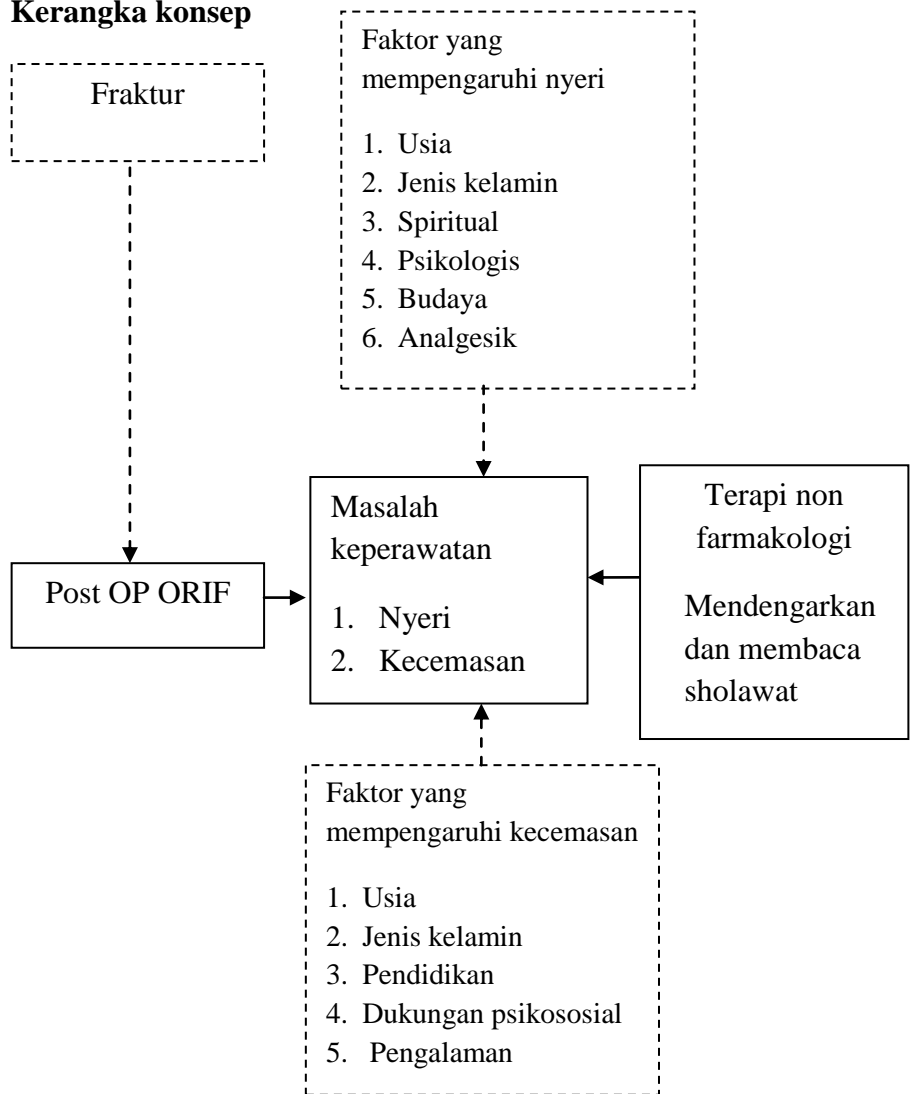 Kerangka konsep
Fraktur
Faktor yang
mempengaruhi nyeri
1. Usia
2. Jenis kelamin
3. Spiritual
4. Psikologis
5. Budaya
6. Analgesik
Post OP ORIF
Masalah
keperawatan
1. Nyeri
2. Kecemasan
Terapi non
farmakologi
Mendengarkan
dan membaca
sholawat
Faktor yang
mempengaruhi kecemasan
1. Usia
2. Jenis kelamin
3. Pendidikan
4. Dukungan psikososial
5. Pengalaman